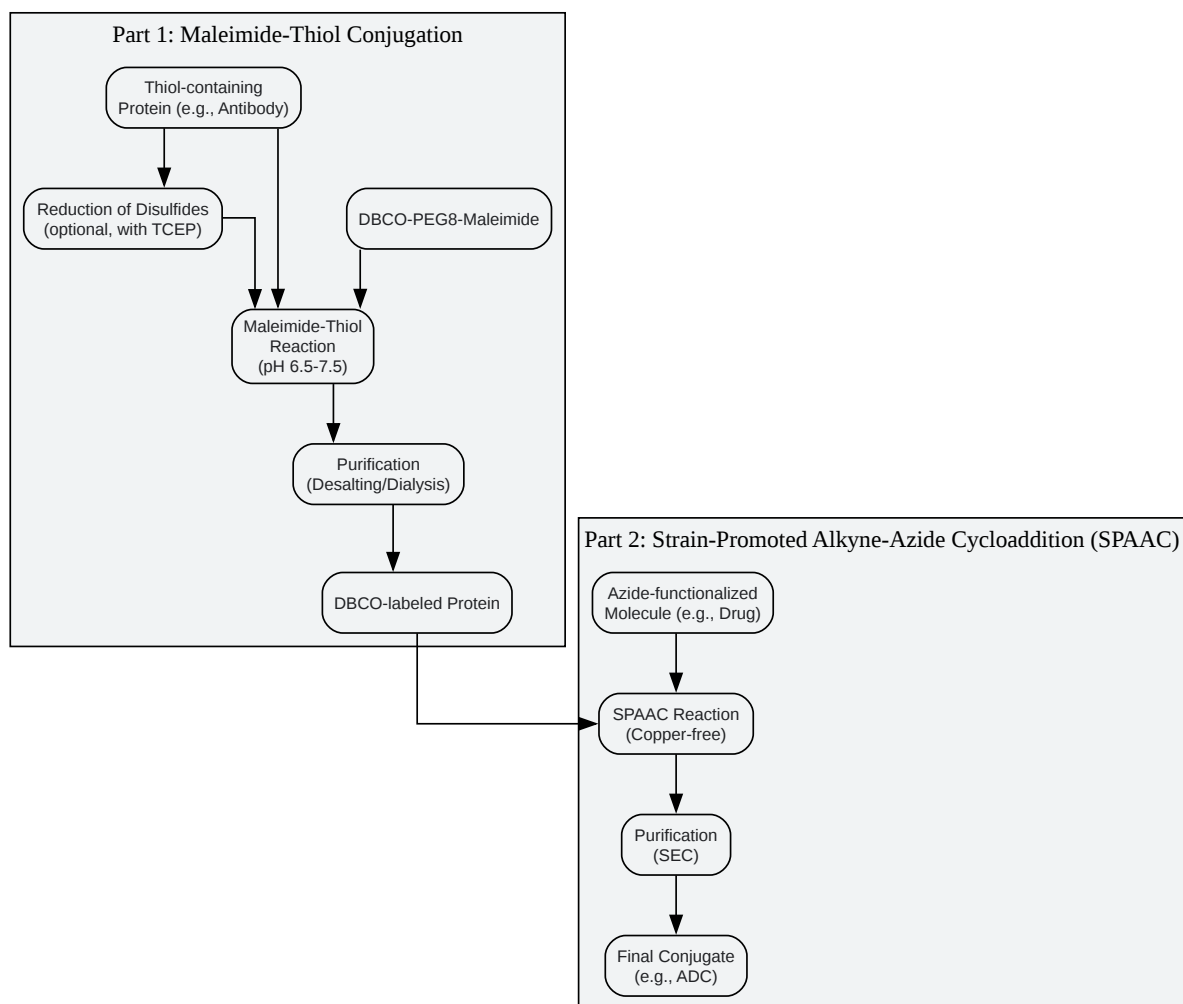 Part 1: Maleimide-Thiol Conjugation
Thiol-containing
Protein (e.g., Antibody)
Reduction of Disulfides
(optional, with TCEP)
DBCO-PEG8-Maleimide
Maleimide-Thiol
Reaction
(pH 6.5-7.5)
Purification
(Desalting/Dialysis)
DBCO-labeled Protein
Part 2: Strain-Promoted Alkyne-Azide Cycloaddition (SPAAC)
Azide-functionalized
Molecule (e.g., Drug)
SPAAC Reaction
(Copper-free)
Purification
(SEC)
Final Conjugate
(e.g., ADC)